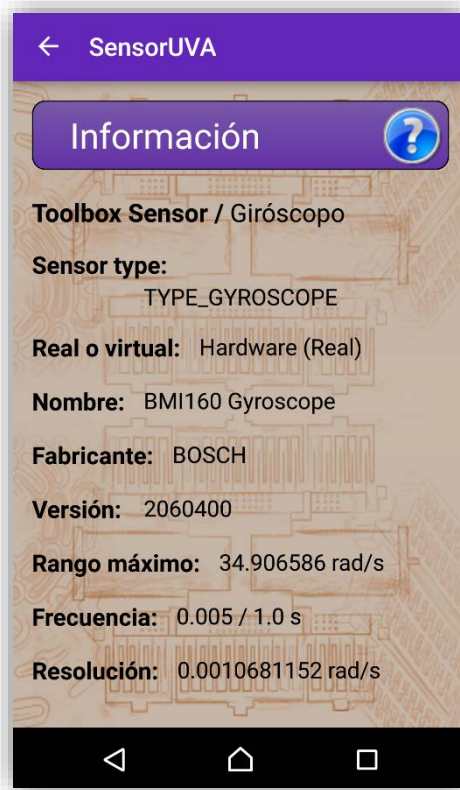 SensorUVA
Información
?
Toolbox Sensor / Giróscopo
Sensor type:
TYPE_GYROSCOPE
Real o virtual: Hardware (Real)
Nombre: BMI160 Gyroscope
Fabricante: BOSCH
Versión: 2060400
Rango máximo: 34.906586 rad/s
Frecuencia: 0.005 / 1.0 s
Resolución: 0.0010681152 rad/s